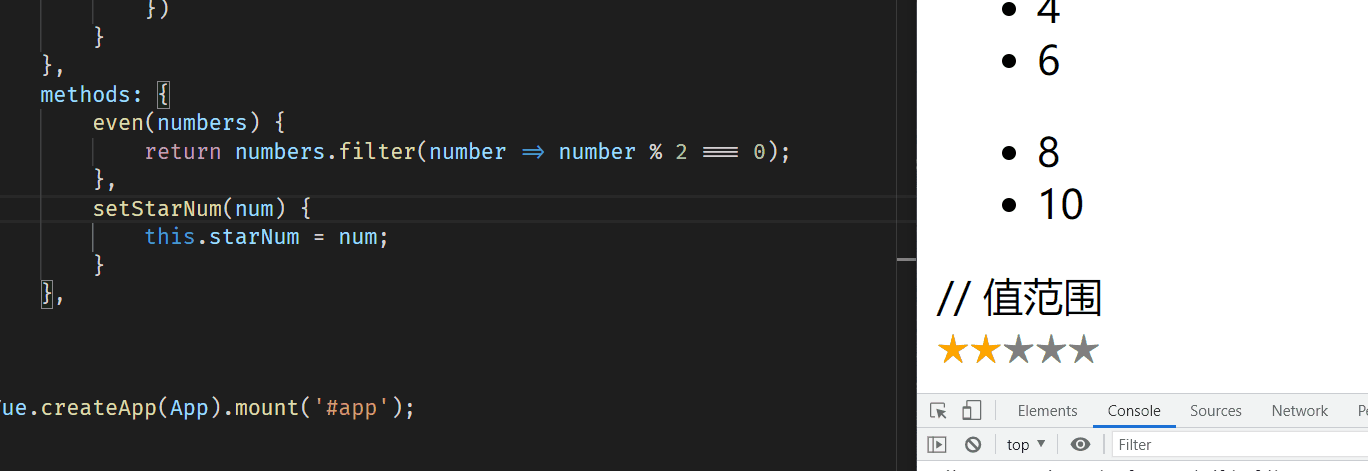 })
}
},
methods: {
even(numbers) {
return numbers.filter(number => number % 2 === 0);
},
setStarNum(num) {
this.starNum = num;
}
},
ue.createApp(App).mount('#app');
4
6
8
10
// 值范围
★★★★★
Elements Console Sources Network
top ▼ Filter